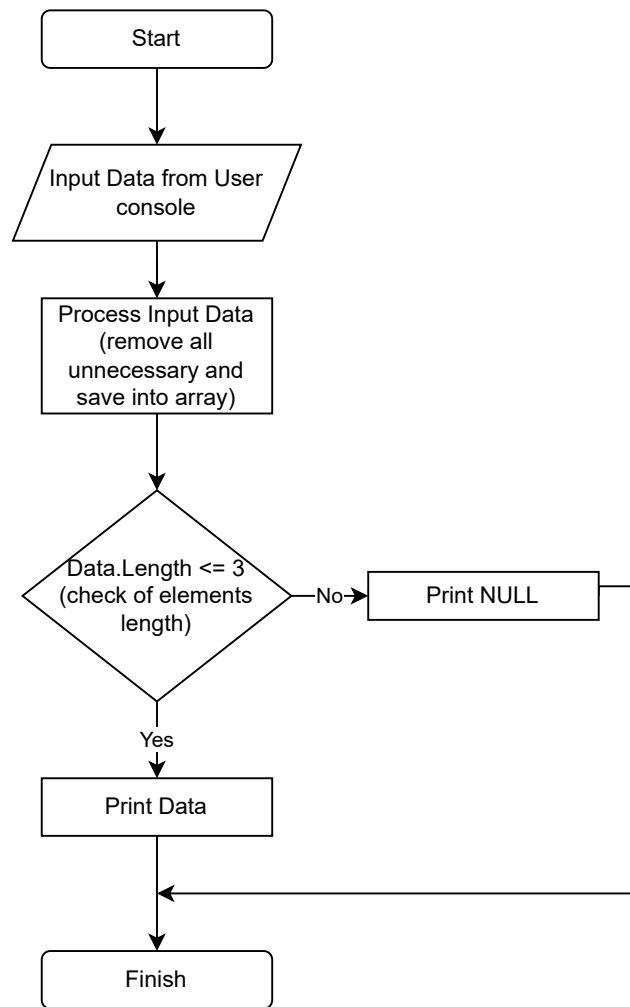 Start
Input Data from User
console
Process Input Data
(remove all
unnecessary and
save into array)
Data.Length <= 3
(check of elements
length)
No
Print NULL
Yes
Print Data
Finish